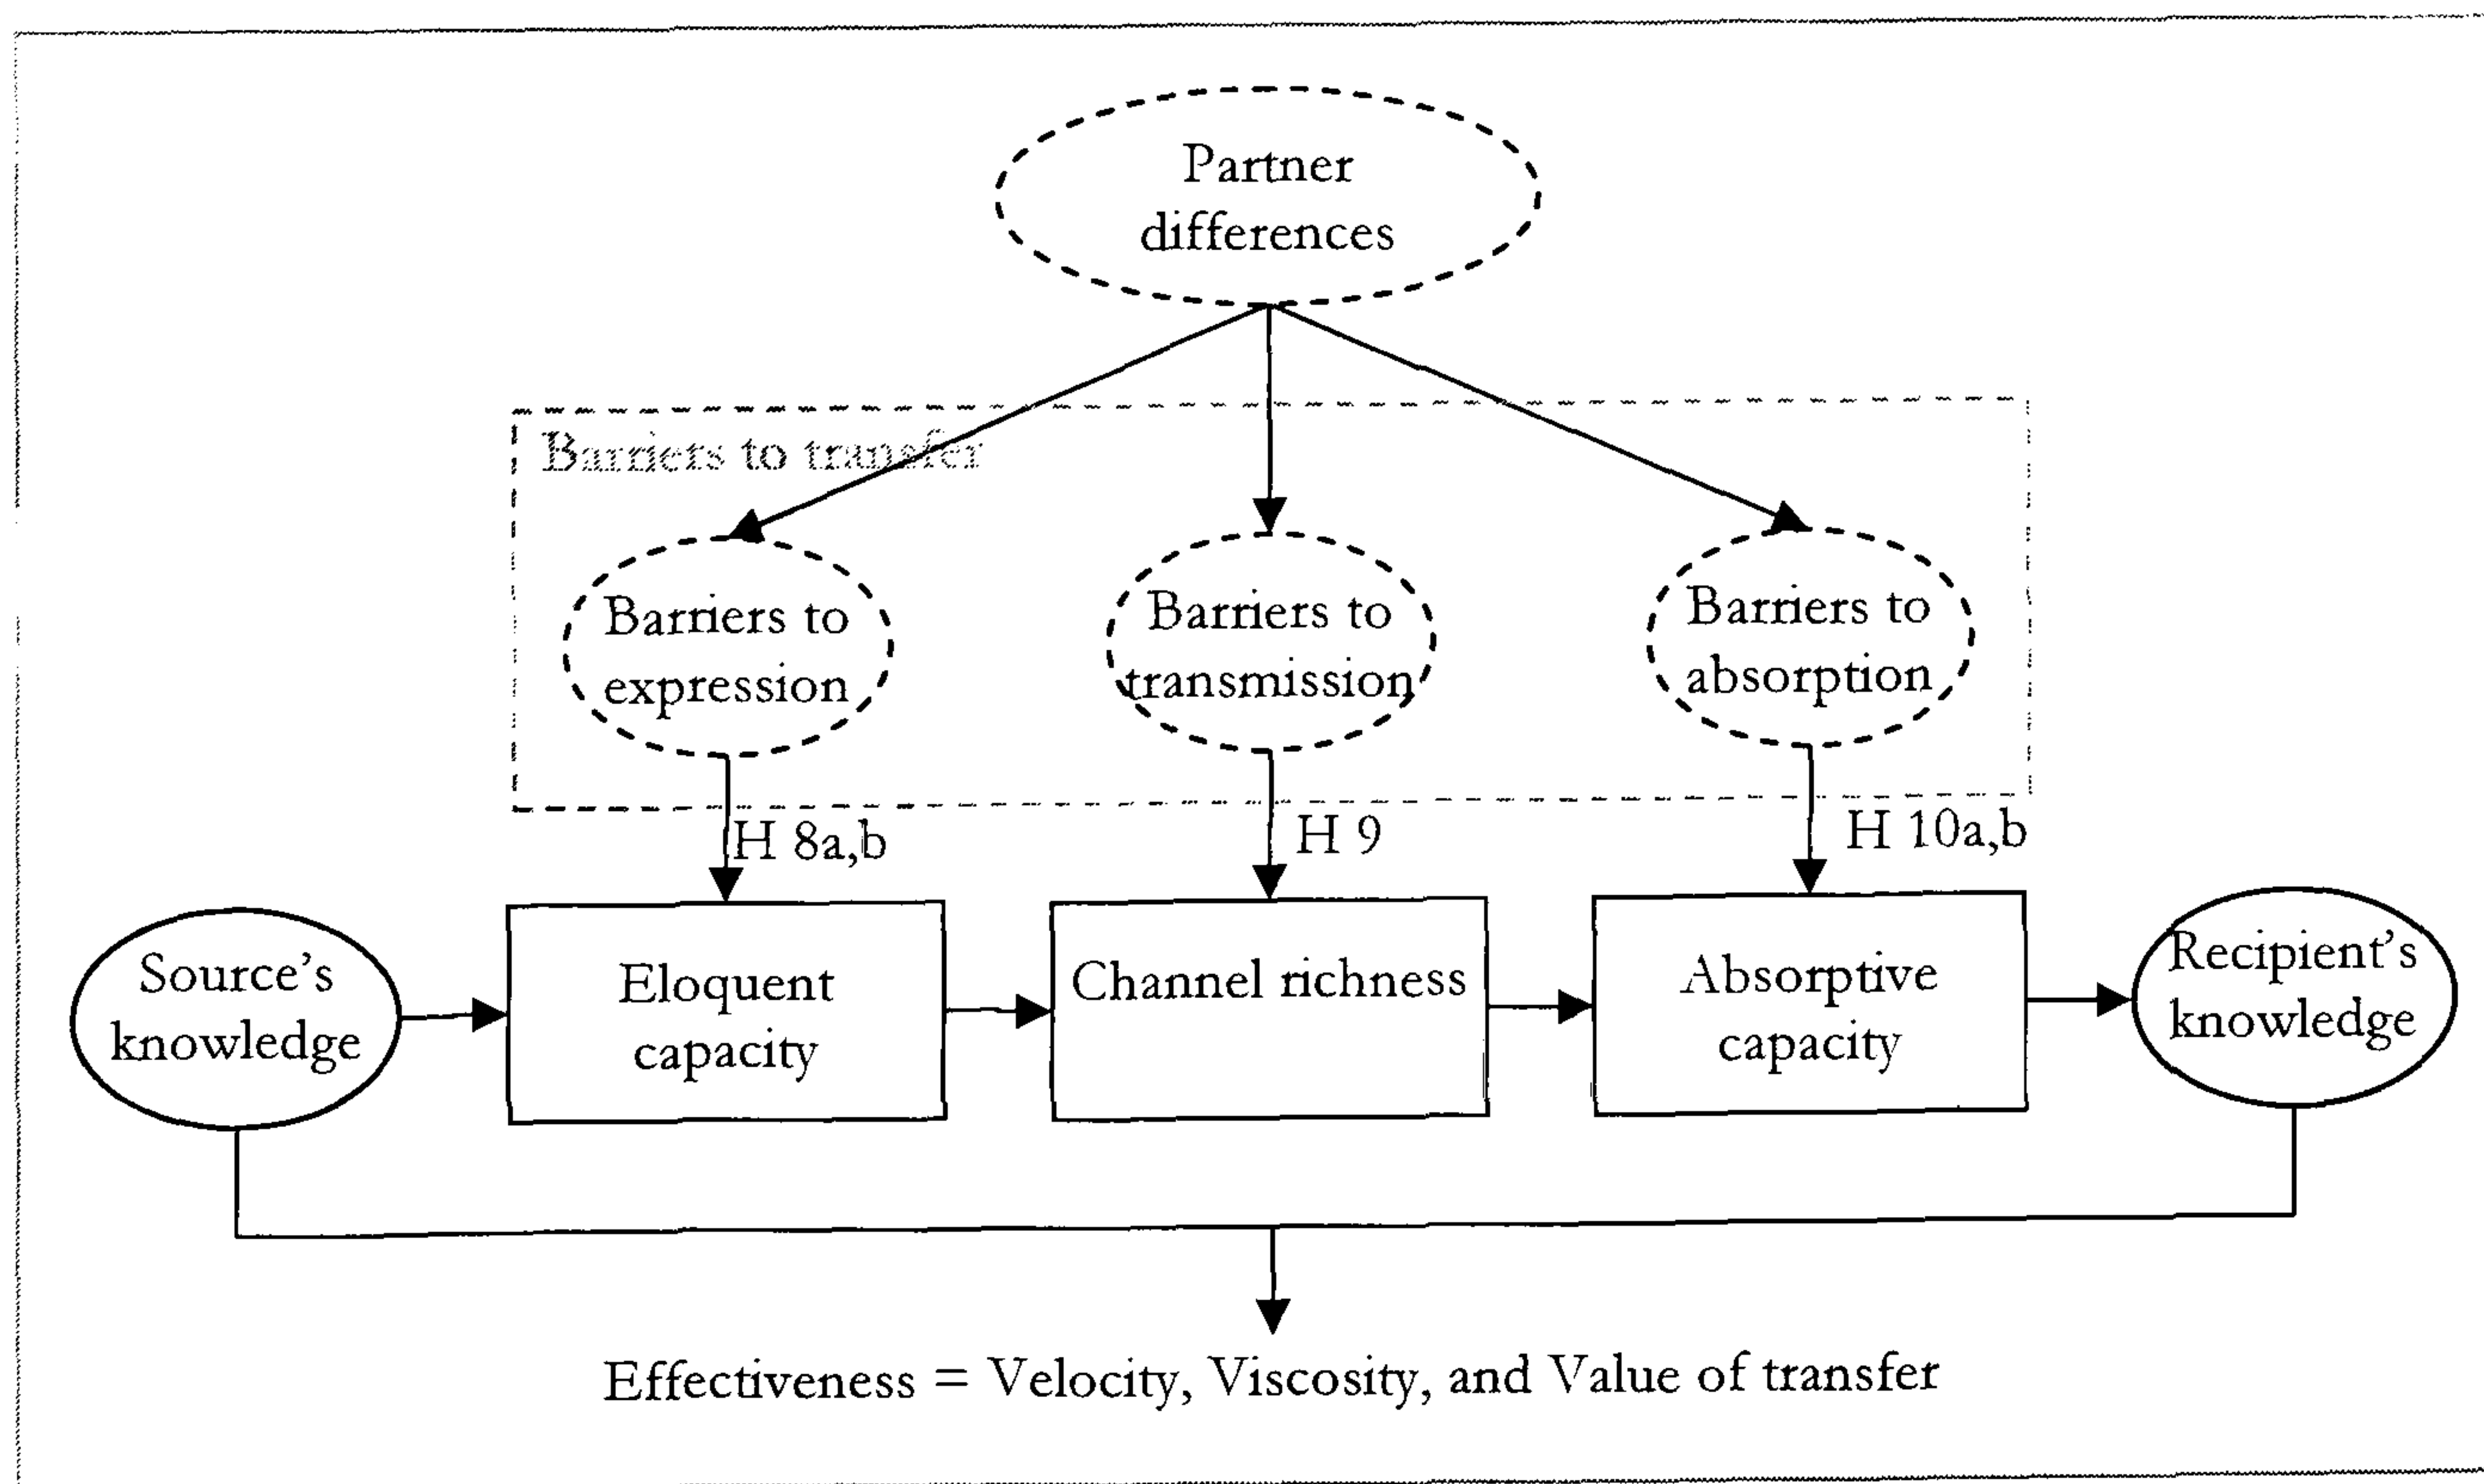 Partner
differences
Barriers to transfer
Barriers to
expression
Barriers to
transmission
Barriers to
absorption
H 8a,b
H 9
H 10a,b
Source’s
knowledge
Eloquent
capacity
Channel richness
Absorptive
capacity
Recipient’s
knowledge
Effectiveness = Velocity, Viscosity, and Value of transfer